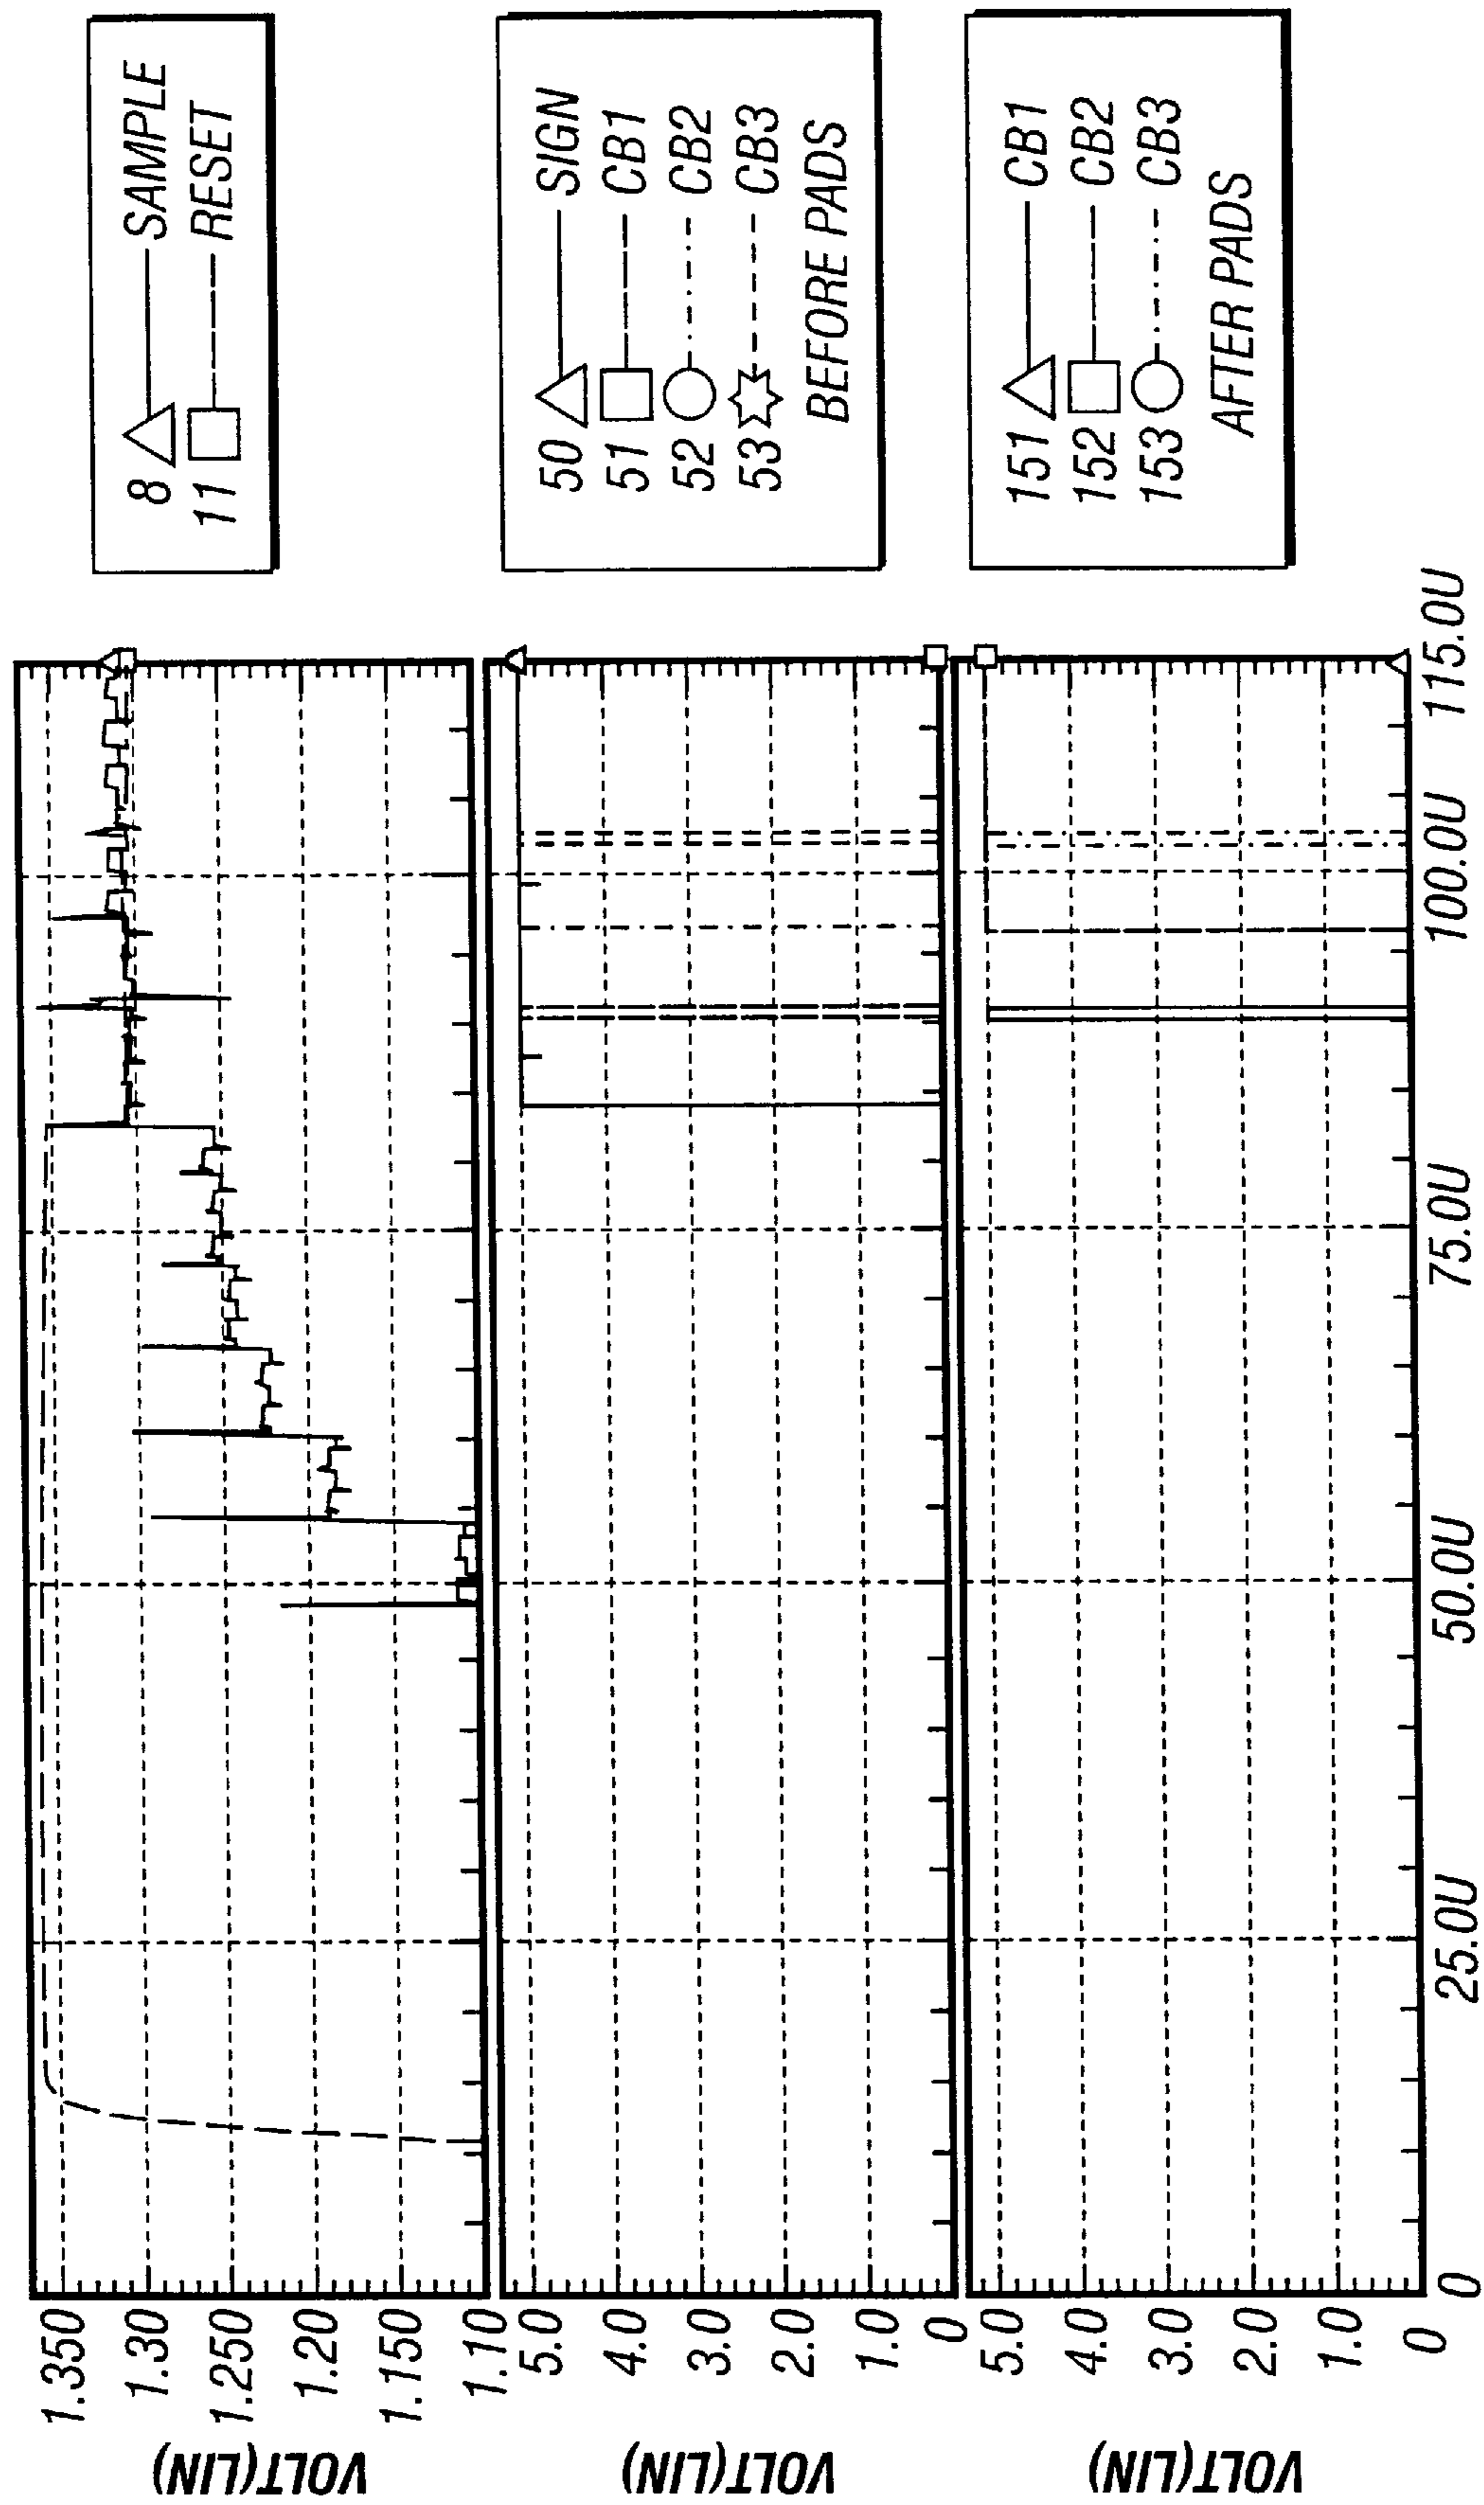 VOLT(LIN)
1.350
1.30
1.250
1.20
1.150
1.10
8 SAMPLE
11 RESET
VOLT(LIN)
5.0
4.0
3.0
2.0
1.0
0
50 SIGN
51 CB1
52 CB2
53 CB3
BEFORE PADS
VOLT(LIN)
5.0
4.0
3.0
2.0
1.0
0
151 CB1
152 CB2
153 CB3
AFTER PADS
0 25.0U 50.0U 75.0U 100.0U 115.0U